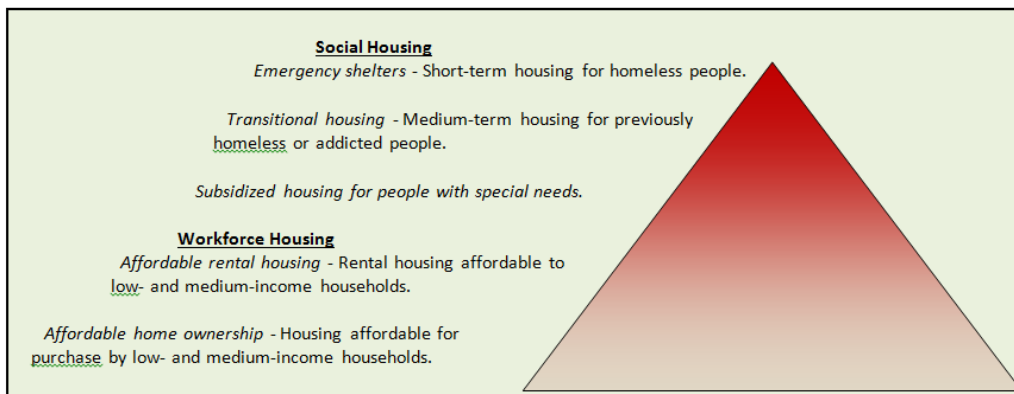 Social Housing
Emergency shelters - Short-term housing for homeless people.
Transitional housing - Medium-term housing for previously
homeless or addicted people.
Subsidized housing for people with special needs.
Workforce Housing
Affordable rental housing - Rental housing affordable to
low- and medium-income households.
Affordable home ownership - Housing affordable for
purchase by low- and medium-income households.